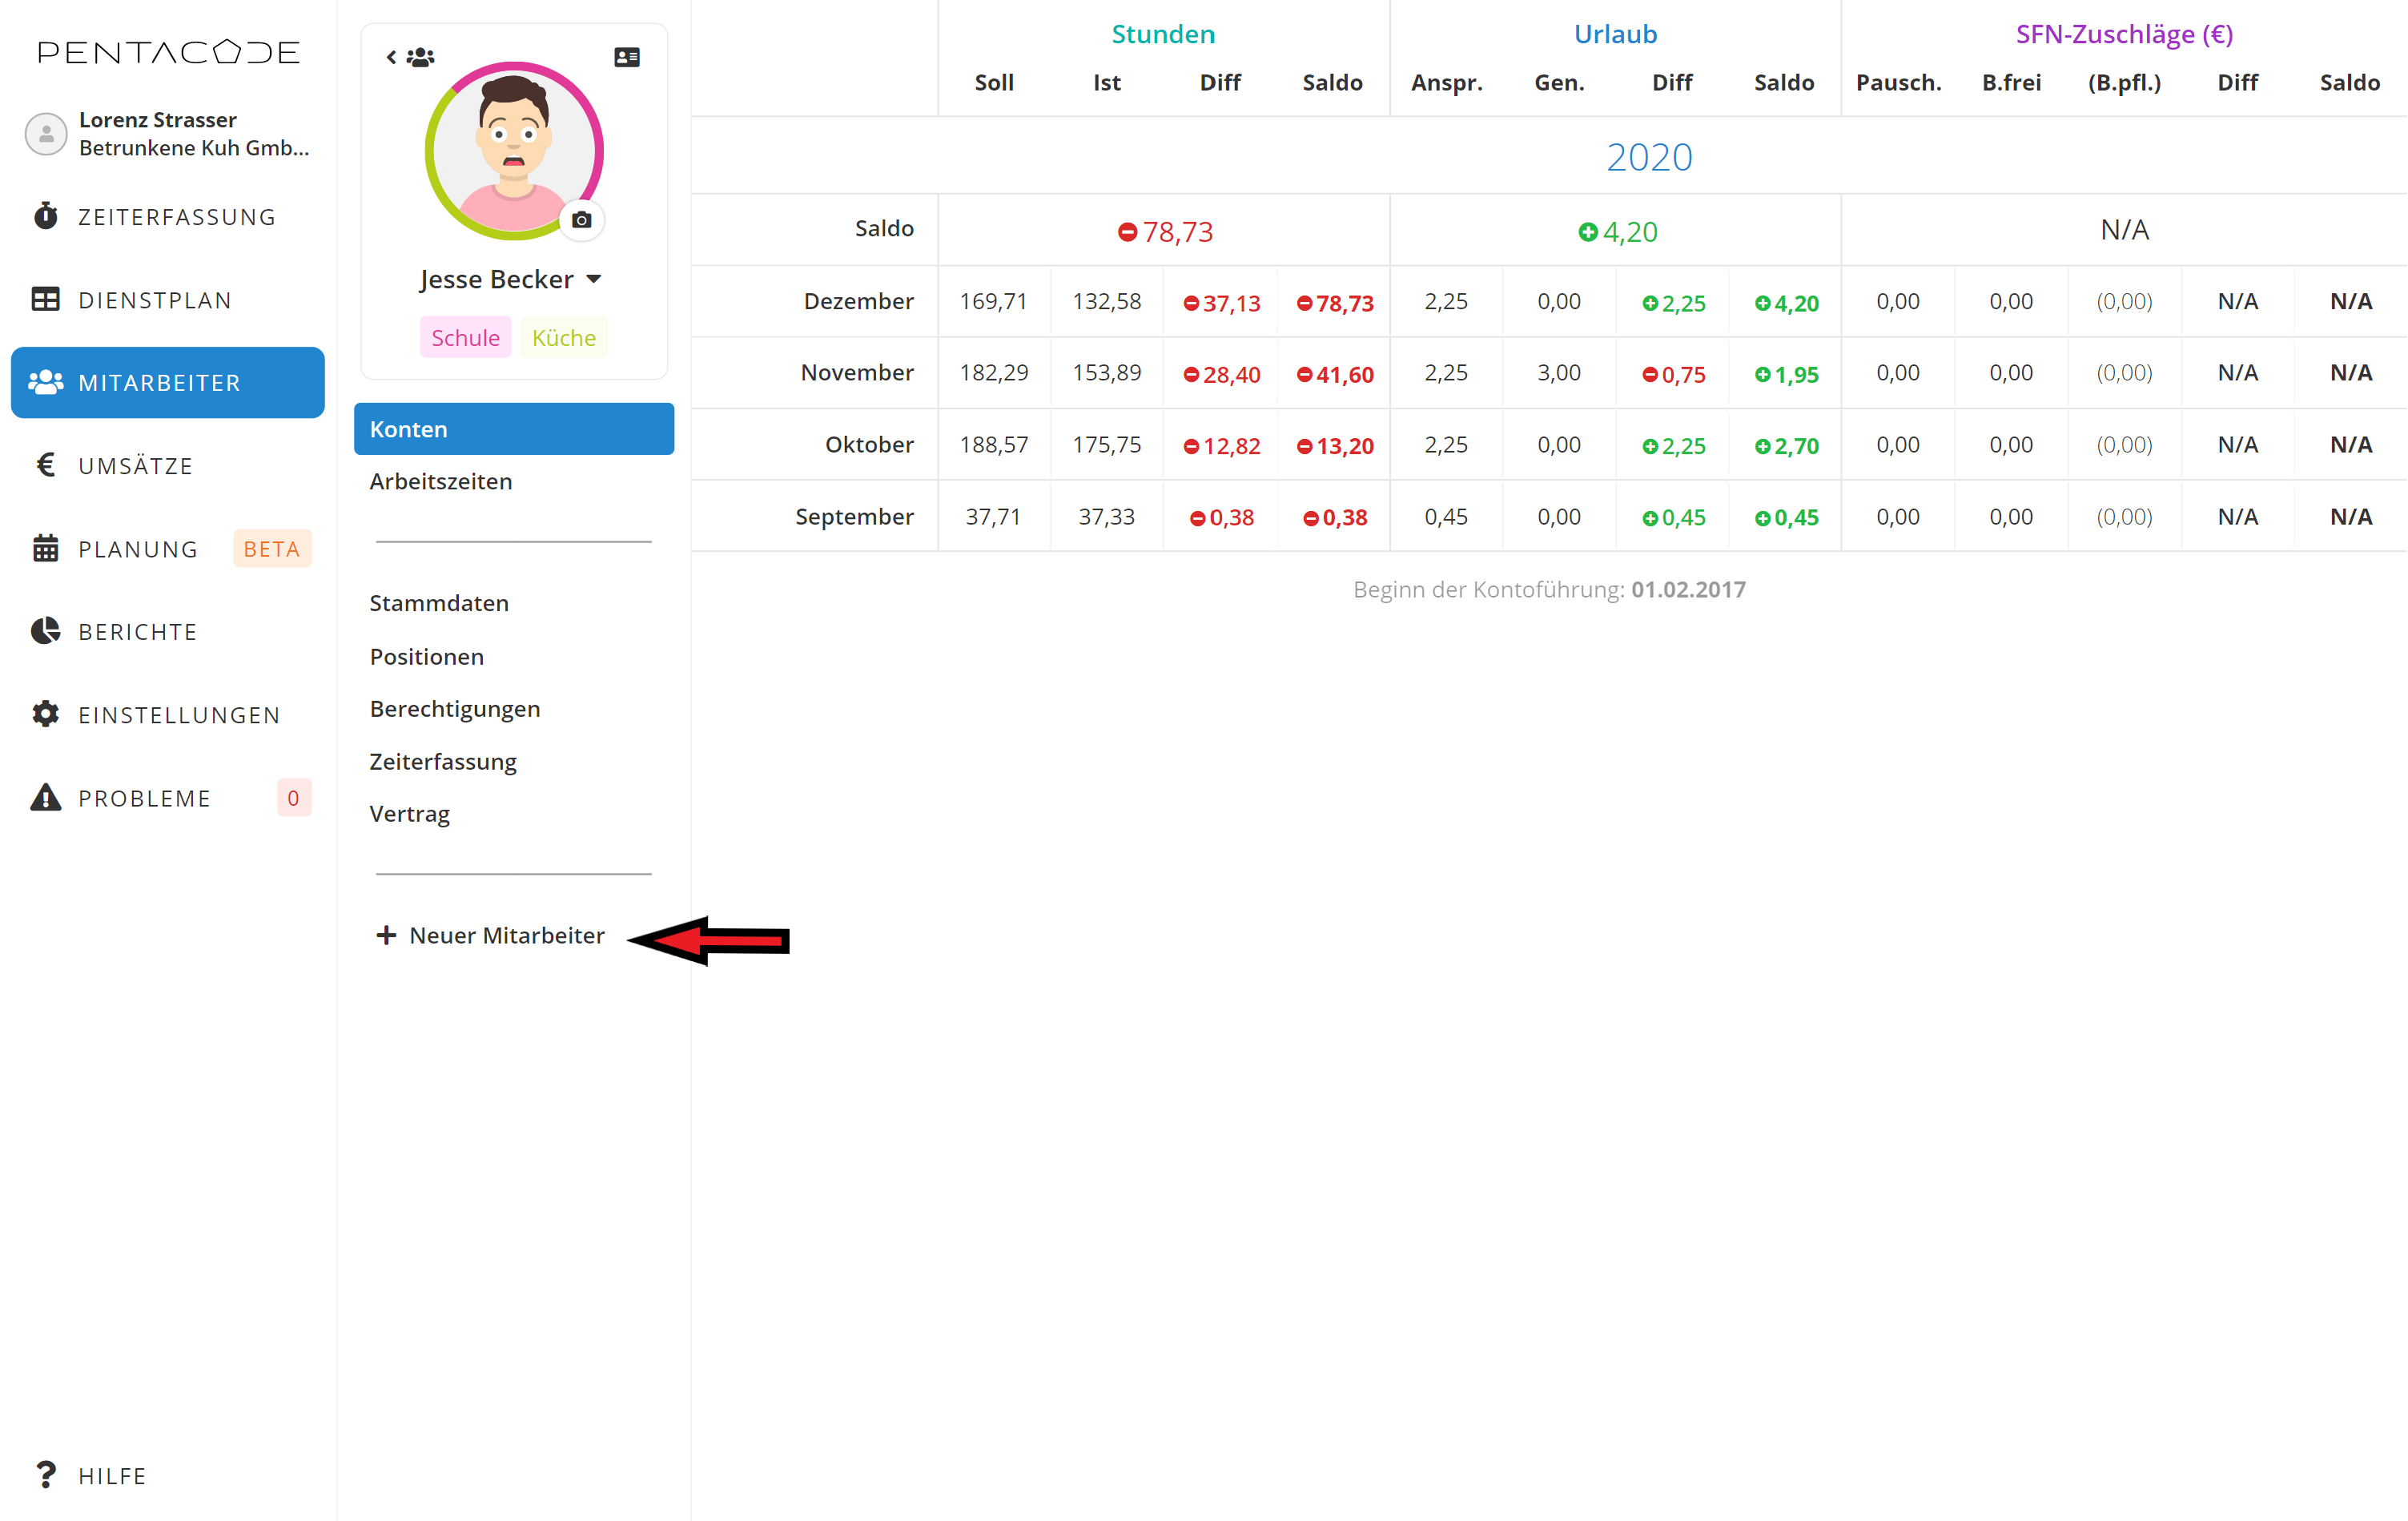 PENTACODE
Lorenz Strasser
Betrunkene Kuh Gmb...
ZEITERFASSUNG
DIENSTPLAN
MITARBEITER
UMSÄTZE
PLANUNG BETA
BERICHTE
EINSTELLUNGEN
PROBLEME 0
HILFE
Jesse Becker
Schule Küche
Konten
Arbeitszeiten
Stammdaten
Positionen
Berechtigungen
Zeiterfassung
Vertrag
+ Neuer Mitarbeiter
Stunden Urlaub SFN-Zuschläge (€)
Soll Ist Diff Saldo Anspr. Gen. Diff Saldo Pausch. B.frei (B.pfl.) Diff Saldo
2020
Saldo 78,73 4,20 N/A
Dezember 169,71 132,58 37,13 78,73 2,25 0,00 2,25 4,20 0,00 0,00 (0,00) N/A N/A
November 182,29 153,89 28,40 41,60 2,25 3,00 0,75 1,95 0,00 0,00 (0,00) N/A N/A
Oktober 188,57 175,75 12,82 13,20 2,25 0,00 2,25 2,70 0,00 0,00 (0,00) N/A N/A
September 37,71 37,33 0,38 0,38 0,45 0,00 0,45 0,45 0,00 0,00 (0,00) N/A N/A
Beginn der Kontoführung: 01.02.2017